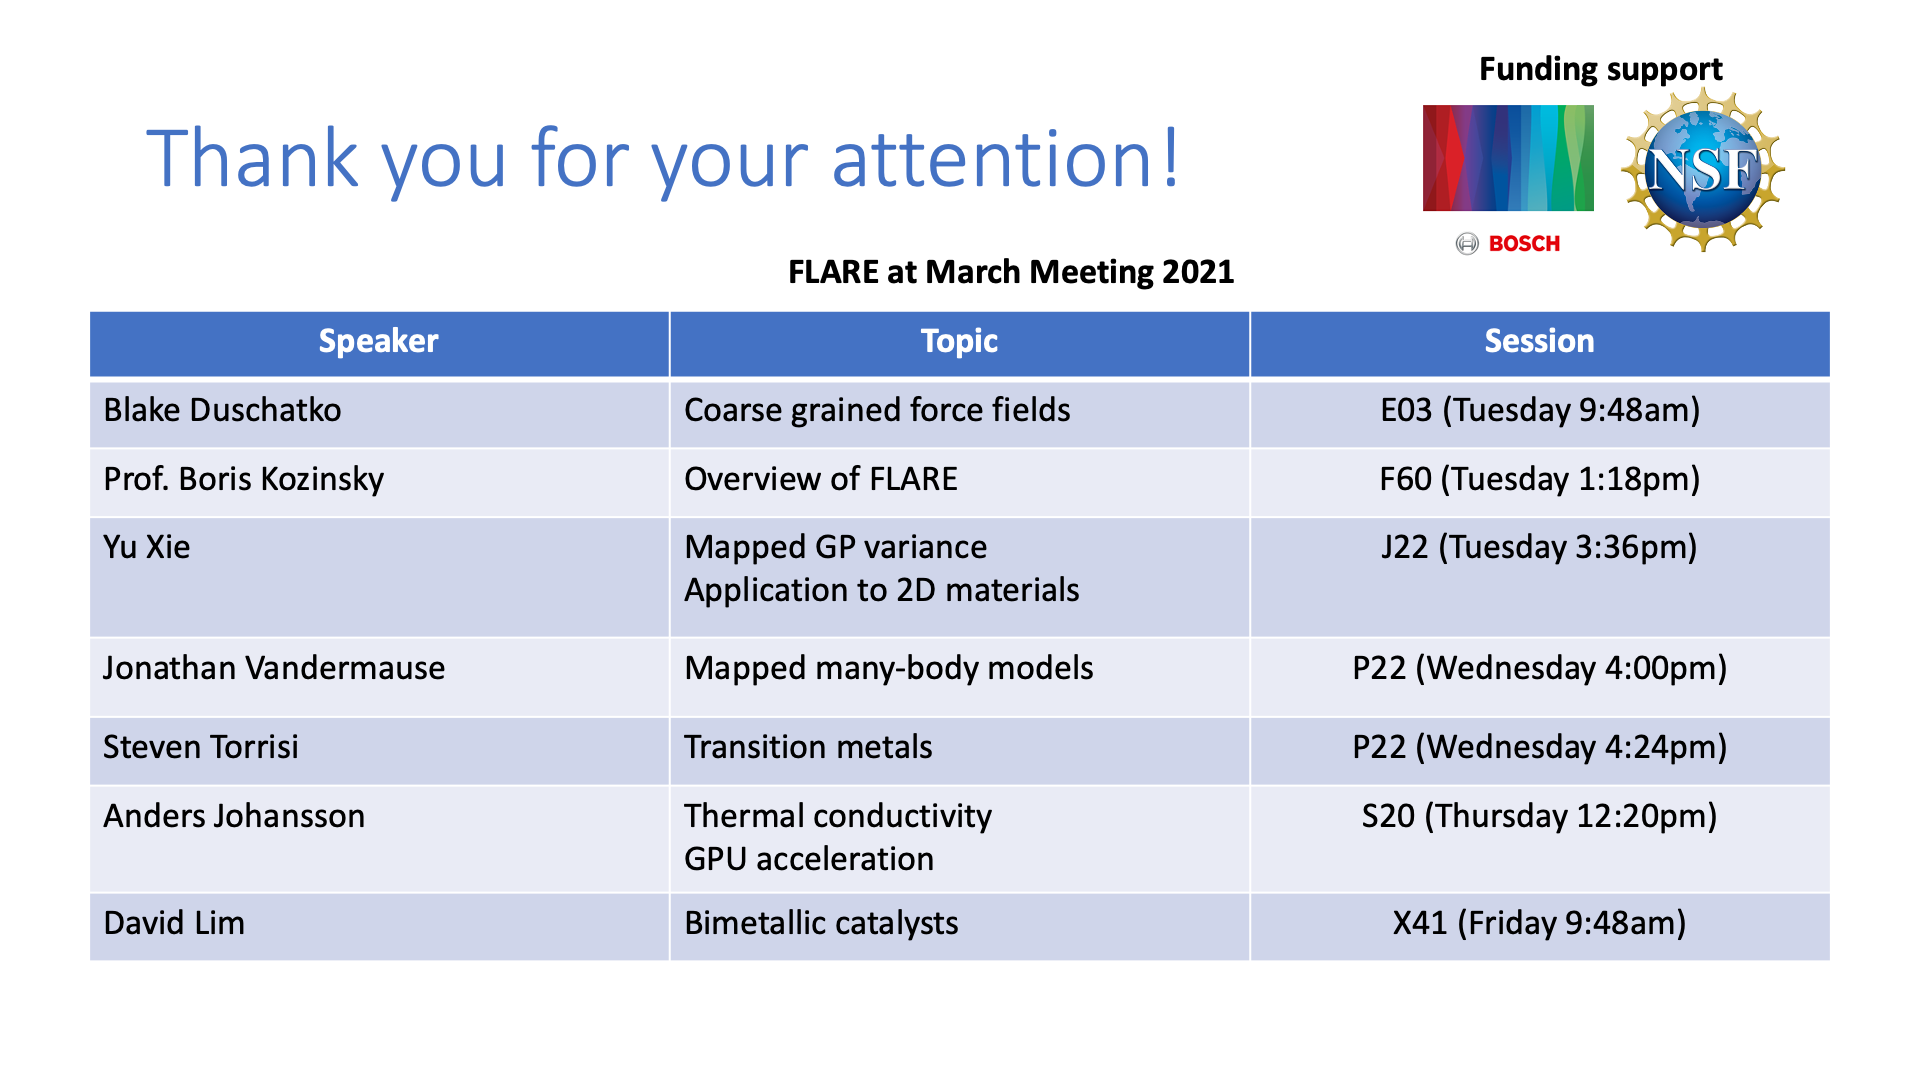 Funding support
Thank you for your attention!
NSF
BOSCH
FLARE at March Meeting 2021
Speaker Topic Session
Blake Duschatko Coarse grained force fields E03 (Tuesday 9:48am)
Prof. Boris Kozinsky Overview of FLARE F60 (Tuesday 1:18pm)
Yu Xie Mapped GP variance J22 (Tuesday 3:36pm)
Application to 2D materials
Jonathan Vandermause Mapped many-body models P22 (Wednesday 4:00pm)
Steven Torrisi Transition metals P22 (Wednesday 4:24pm)
Anders Johansson Thermal conductivity S20 (Thursday 12:20pm)
GPU acceleration
David Lim Bimetallic catalysts X41 (Friday 9:48am)